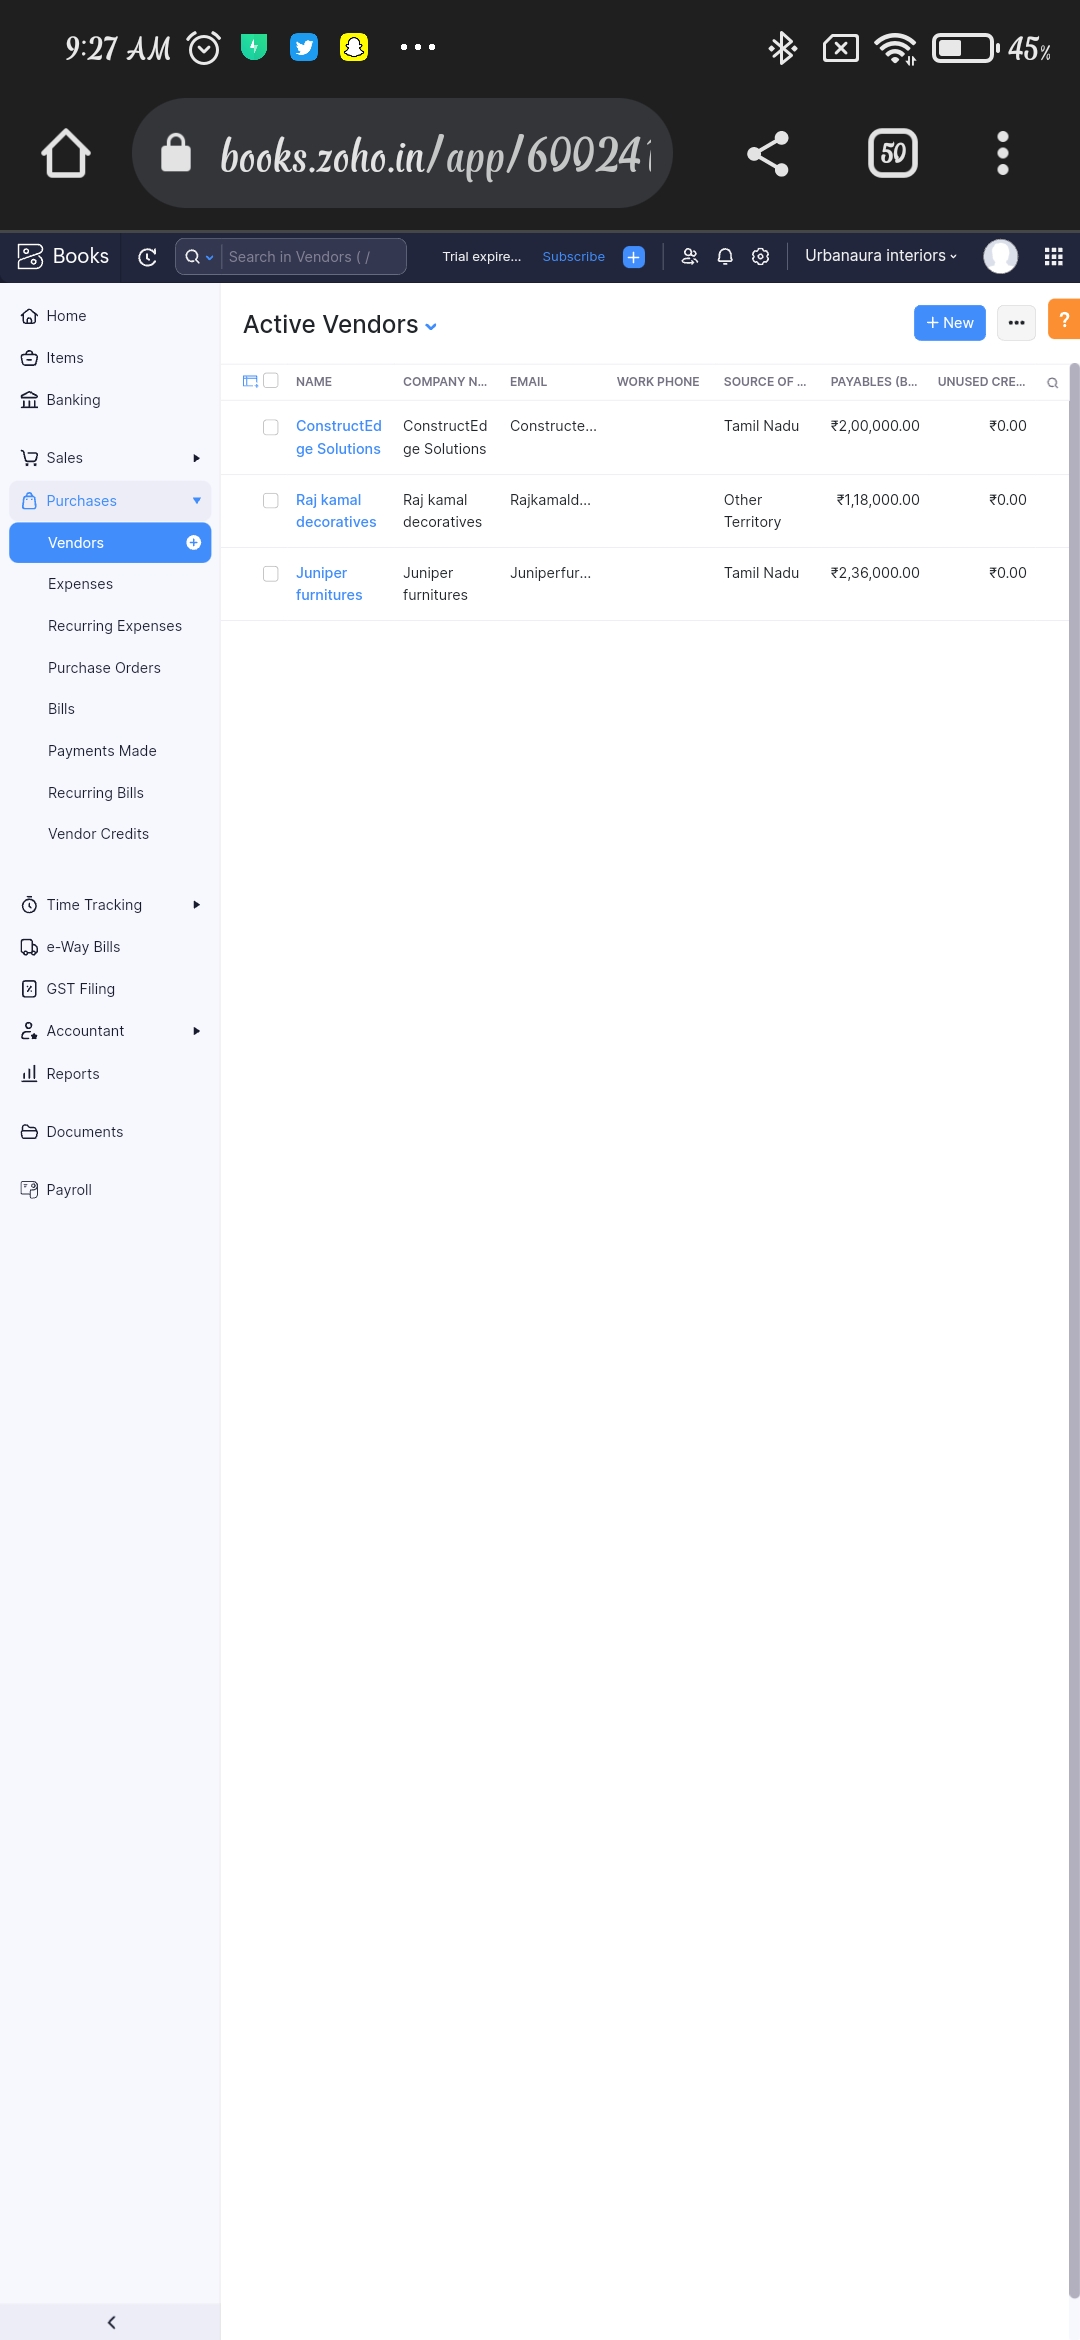 9:27 AM
45%
books.zoho.in/app/600241
50
Books
Search in Vendors ( /
Trial expire...
Subscribe
Urbanaura interiors
Home
Items
Banking
Sales
Purchases
Vendors
Expenses
Recurring Expenses
Purchase Orders
Bills
Payments Made
Recurring Bills
Vendor Credits
Time Tracking
e-Way Bills
GST Filing
Accountant
Reports
Documents
Payroll
Active Vendors
+ New
?
NAME COMPANY N... EMAIL WORK PHONE SOURCE OF ... PAYABLES (B... UNUSED CRE...
ConstructEd ConstructEd Constructe... Tamil Nadu ₹2,00,000.00 ₹0.00
ge Solutions ge Solutions
Raj kamal Raj kamal Rajkamald... Other ₹1,18,000.00 ₹0.00
decoratives decoratives Territory
Juniper Juniper Juniperfur... Tamil Nadu ₹2,36,000.00 ₹0.00
furnitures furnitures